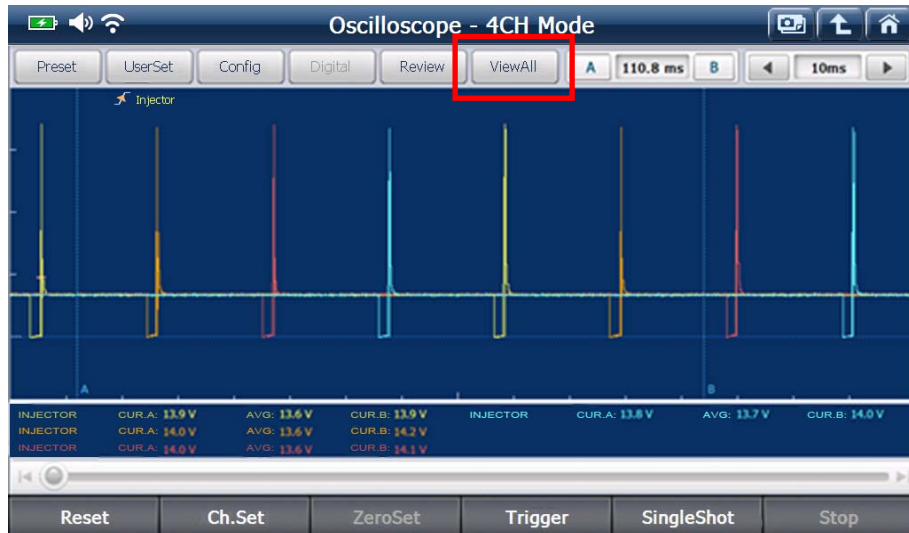 Oscilloscope - 4CH Mode
Preset UserSet Config Digital Review ViewAll A 110.8 ms B 10ms
Injector
A B
INJECTOR CUR.A: 13.9 V AVG: 13.6 V CUR.B: 13.9 V INJECTOR CUR.A: 13.8 V AVG: 13.7 V CUR.B: 14.0 V
INJECTOR CUR.A: 14.0 V AVG: 13.6 V CUR.B: 14.2 V
INJECTOR CUR.A: 14.0 V AVG: 13.6 V CUR.B: 14.1 V
Reset Ch.Set ZeroSet Trigger SingleShot Stop